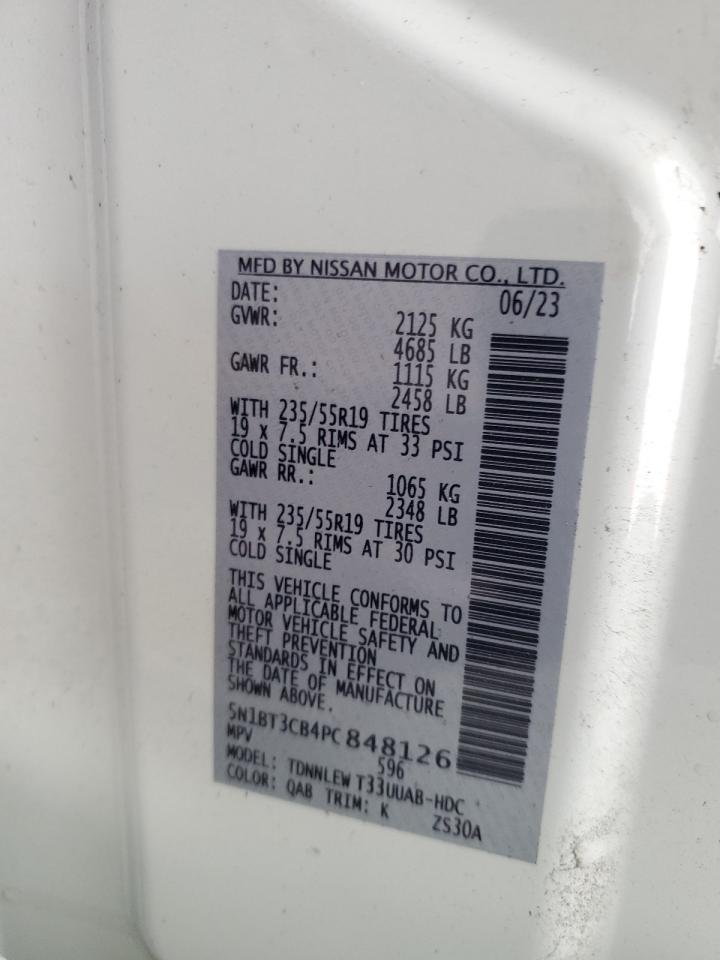 MFD BY NISSAN MOTOR CO., LTD.
DATE: 06/23
GVWR: 2125 KG
4685 LB
GAWR FR.: 1115 KG
2458 LB
WITH 235/55R19 TIRES
19 x 7.5 RIMS AT 33 PSI
COLD SINGLE
GAWR RR.: 1065 KG
2348 LB
WITH 235/55R19 TIRES
19 x 7.5 RIMS AT 30 PSI
COLD SINGLE
THIS VEHICLE CONFORMS TO
ALL APPLICABLE FEDERAL
MOTOR VEHICLE SAFETY AND
THEFT PREVENTION
STANDARDS IN EFFECT ON
THE DATE OF MANUFACTURE
SHOWN ABOVE.
5N1BT3CB4PC848126
MPV 596
MODEL: TDNNLEW T33UUAB-HDC
COLOR: QAB TRIM: K ZS30A